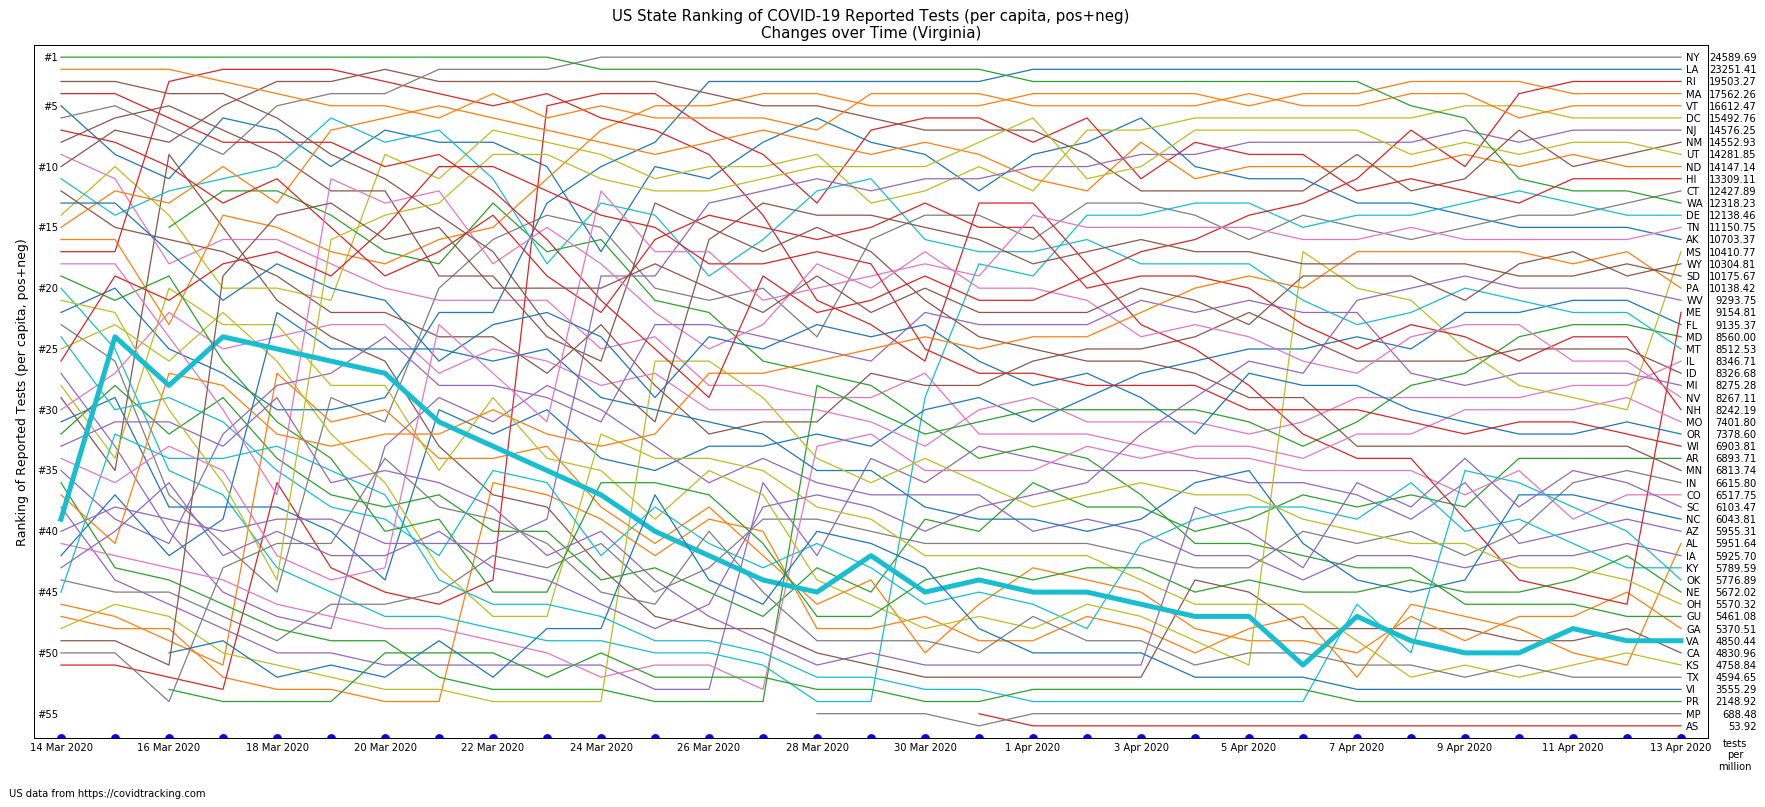 US State Ranking of COVID-19 Reported Tests (per capita, pos+neg)
Changes over Time (Virginia)
Ranking of Reported Tests (per capita, pos+neg)
#1
#5
#10
#15
#20
#25
#30
#35
#40
#45
#50
#55
NY 24589.69
LA 23251.41
RI 19503.27
MA 17562.26
VT 16612.47
DC 15492.76
NJ 14576.25
NM 14552.93
UT 14281.85
ND 14147.14
HI 13309.11
CT 12427.89
WA 12318.23
DE 12138.46
TN 11150.75
AK 10703.37
MS 10410.77
WY 10304.81
SD 10175.67
PA 10138.42
WV 9293.75
ME 9154.81
FL 9135.37
MD 8560.00
MT 8512.53
IL 8346.71
ID 8326.68
MI 8275.28
NV 8267.11
NH 8242.19
MO 7401.80
OR 7378.60
WI 6903.81
AR 6893.71
MN 6813.74
IN 6615.80
CO 6517.75
SC 6103.47
NC 6043.81
AZ 5955.31
AL 5951.64
IA 5925.70
KY 5789.59
OK 5776.89
NE 5672.02
OH 5570.32
GU 5461.08
GA 5370.51
VA 4850.44
CA 4830.96
KS 4758.84
TX 4594.65
VI 3555.29
PR 2148.92
MP 688.48
AS 53.92
14 Mar 2020 16 Mar 2020 18 Mar 2020 20 Mar 2020 22 Mar 2020 24 Mar 2020 26 Mar 2020 28 Mar 2020 30 Mar 2020 1 Apr 2020 3 Apr 2020 5 Apr 2020 7 Apr 2020 9 Apr 2020 11 Apr 2020 13 Apr 2020
tests
per
million
US data from https://covidtracking.com